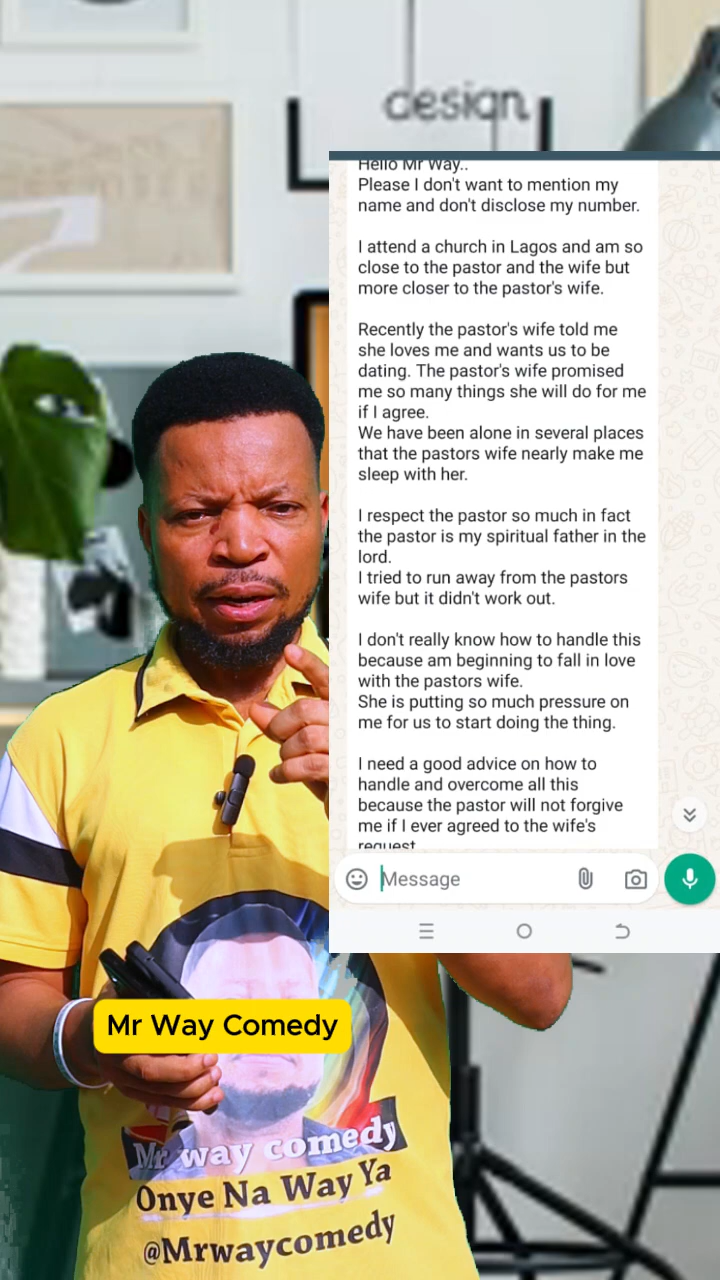 design
Hello Mr Way..
Please I don't want to mention my
name and don't disclose my number.
I attend a church in Lagos and am so
close to the pastor and the wife but
more closer to the pastor's wife.
Recently the pastor's wife told me
she loves me and wants us to be
dating. The pastor's wife promised
me so many things she will do for me
if I agree.
We have been alone in several places
that the pastors wife nearly make me
sleep with her.
I respect the pastor so much in fact
the pastor is my spiritual father in the
lord.
I tried to run away from the pastors
wife but it didn't work out.
I don't really know how to handle this
because am beginning to fall in love
with the pastors wife.
She is putting so much pressure on
me for us to start doing the thing.
I need a good advice on how to
handle and overcome all this
because the pastor will not forgive
me if I ever agreed to the wife's
request
Message
Mr Way Comedy
Mr way comedy
Onye Na Way Ya
@Mrwaycomedy